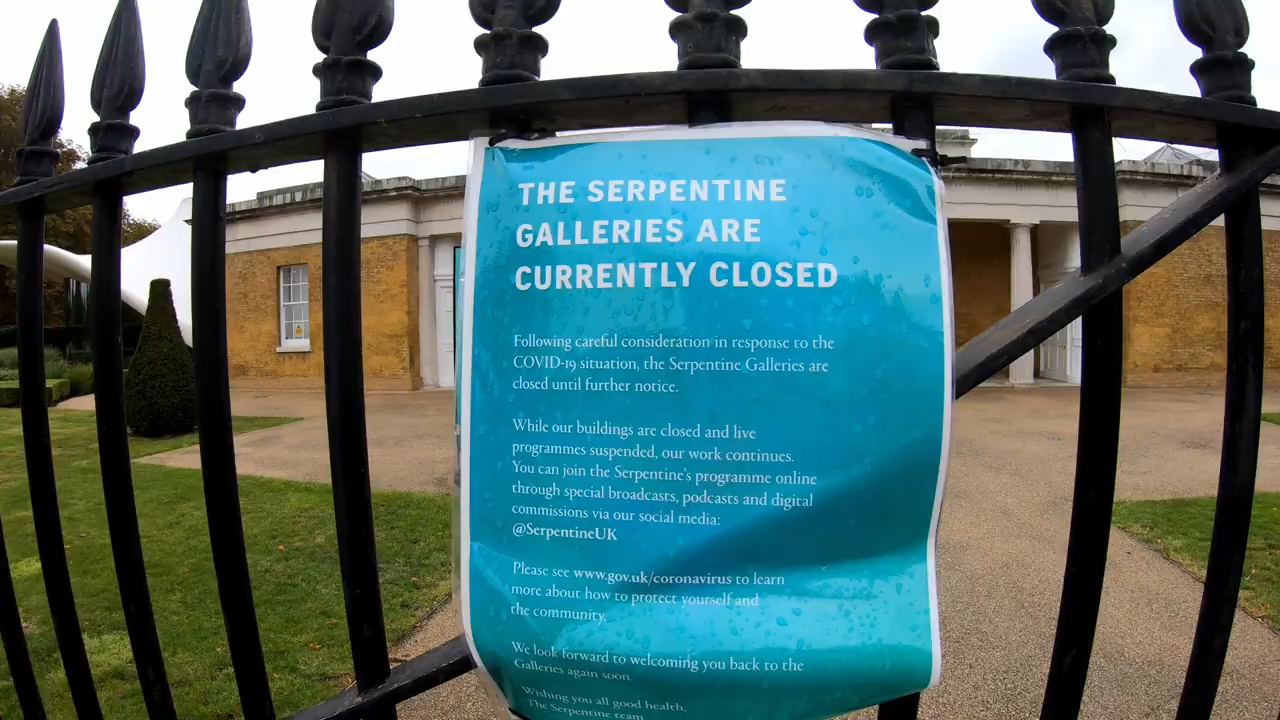 THE SERPENTINE
GALLERIES ARE
CURRENTLY CLOSED
Following careful consideration in response to the
COVID-19 situation, the Serpentine Galleries are
closed until further notice.
While our buildings are closed and live
programmes suspended, our work continues.
You can join the Serpentine's programme online
through special broadcasts, podcasts and digital
commissions via our social media:
@SerpentineUK
Please see www.gov.uk/coronavirus to learn
more about how to protect yourself and
the community.
We look forward to welcoming you back to the
Galleries again soon.
Wishing you all good health,
The Serpentine team